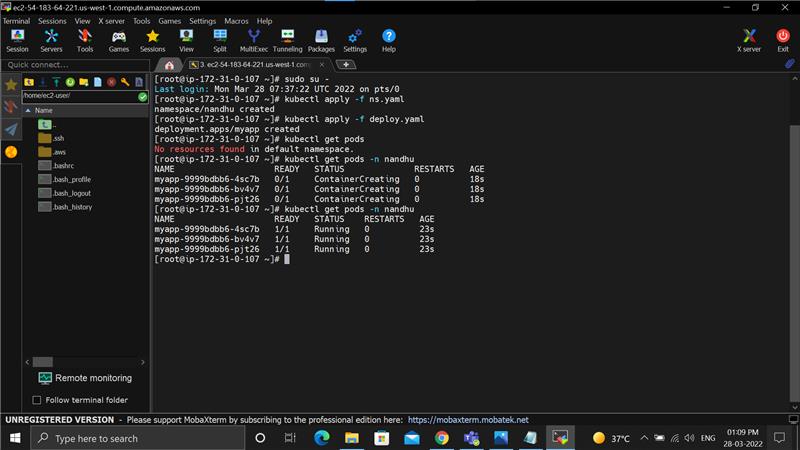 ec2-54-183-64-221.us-west-1.compute.amazonaws.com
Terminal Sessions View X server Tools Games Settings Macros Help
Session Servers Tools Games Sessions View Split MultiExec Tunneling Packages Settings Help X server Exit
Quick connect...
3. ec2-54-183-64-221.us-west-1.com
/home/ec2-user/
Name
..
.ssh
.aws
.bashrc
.bash_profile
.bash_logout
.bash_history
Remote monitoring
Follow terminal folder
[root@ip-172-31-0-107 ~]# sudo su -
Last login: Mon Mar 28 07:37:22 UTC 2022 on pts/0
[root@ip-172-31-0-107 ~]# kubectl apply -f ns.yaml
namespace/nandhu created
[root@ip-172-31-0-107 ~]# kubectl apply -f deploy.yaml
deployment.apps/myapp created
[root@ip-172-31-0-107 ~]# kubectl get pods
No resources found in default namespace.
[root@ip-172-31-0-107 ~]# kubectl get pods -n nandhu
NAME READY STATUS RESTARTS AGE
myapp-9999bdbb6-4sc7b 0/1 ContainerCreating 0 18s
myapp-9999bdbb6-bv4v7 0/1 ContainerCreating 0 18s
myapp-9999bdbb6-pjt26 0/1 ContainerCreating 0 18s
[root@ip-172-31-0-107 ~]# kubectl get pods -n nandhu
NAME READY STATUS RESTARTS AGE
myapp-9999bdbb6-4sc7b 1/1 Running 0 23s
myapp-9999bdbb6-bv4v7 1/1 Running 0 23s
myapp-9999bdbb6-pjt26 1/1 Running 0 23s
[root@ip-172-31-0-107 ~]#
UNREGISTERED VERSION - Please support MobaXterm by subscribing to the professional edition here: https://mobaxterm.mobatek.net
Type here to search
37°C
ENG
01:09 PM
28-03-2022